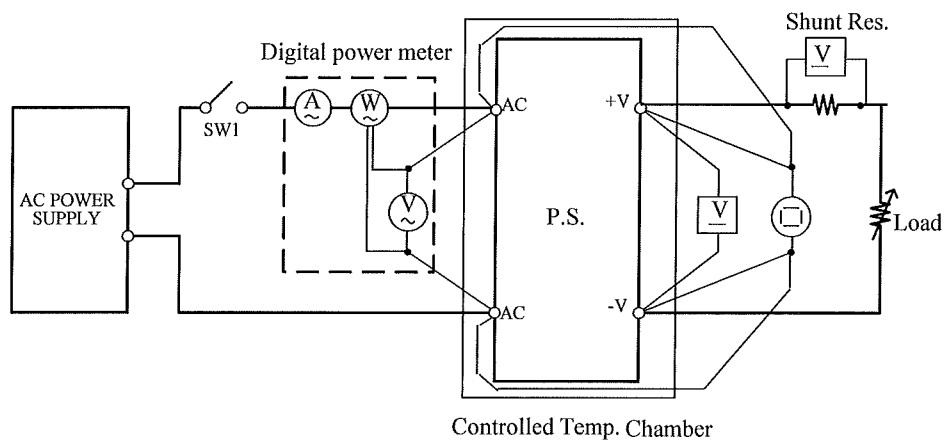 Shunt Res.
V
Digital power meter
A
W
SW1
AC
+V
AC POWER
SUPPLY
V
P.S.
V
Load
AC
-V
Controlled Temp. Chamber